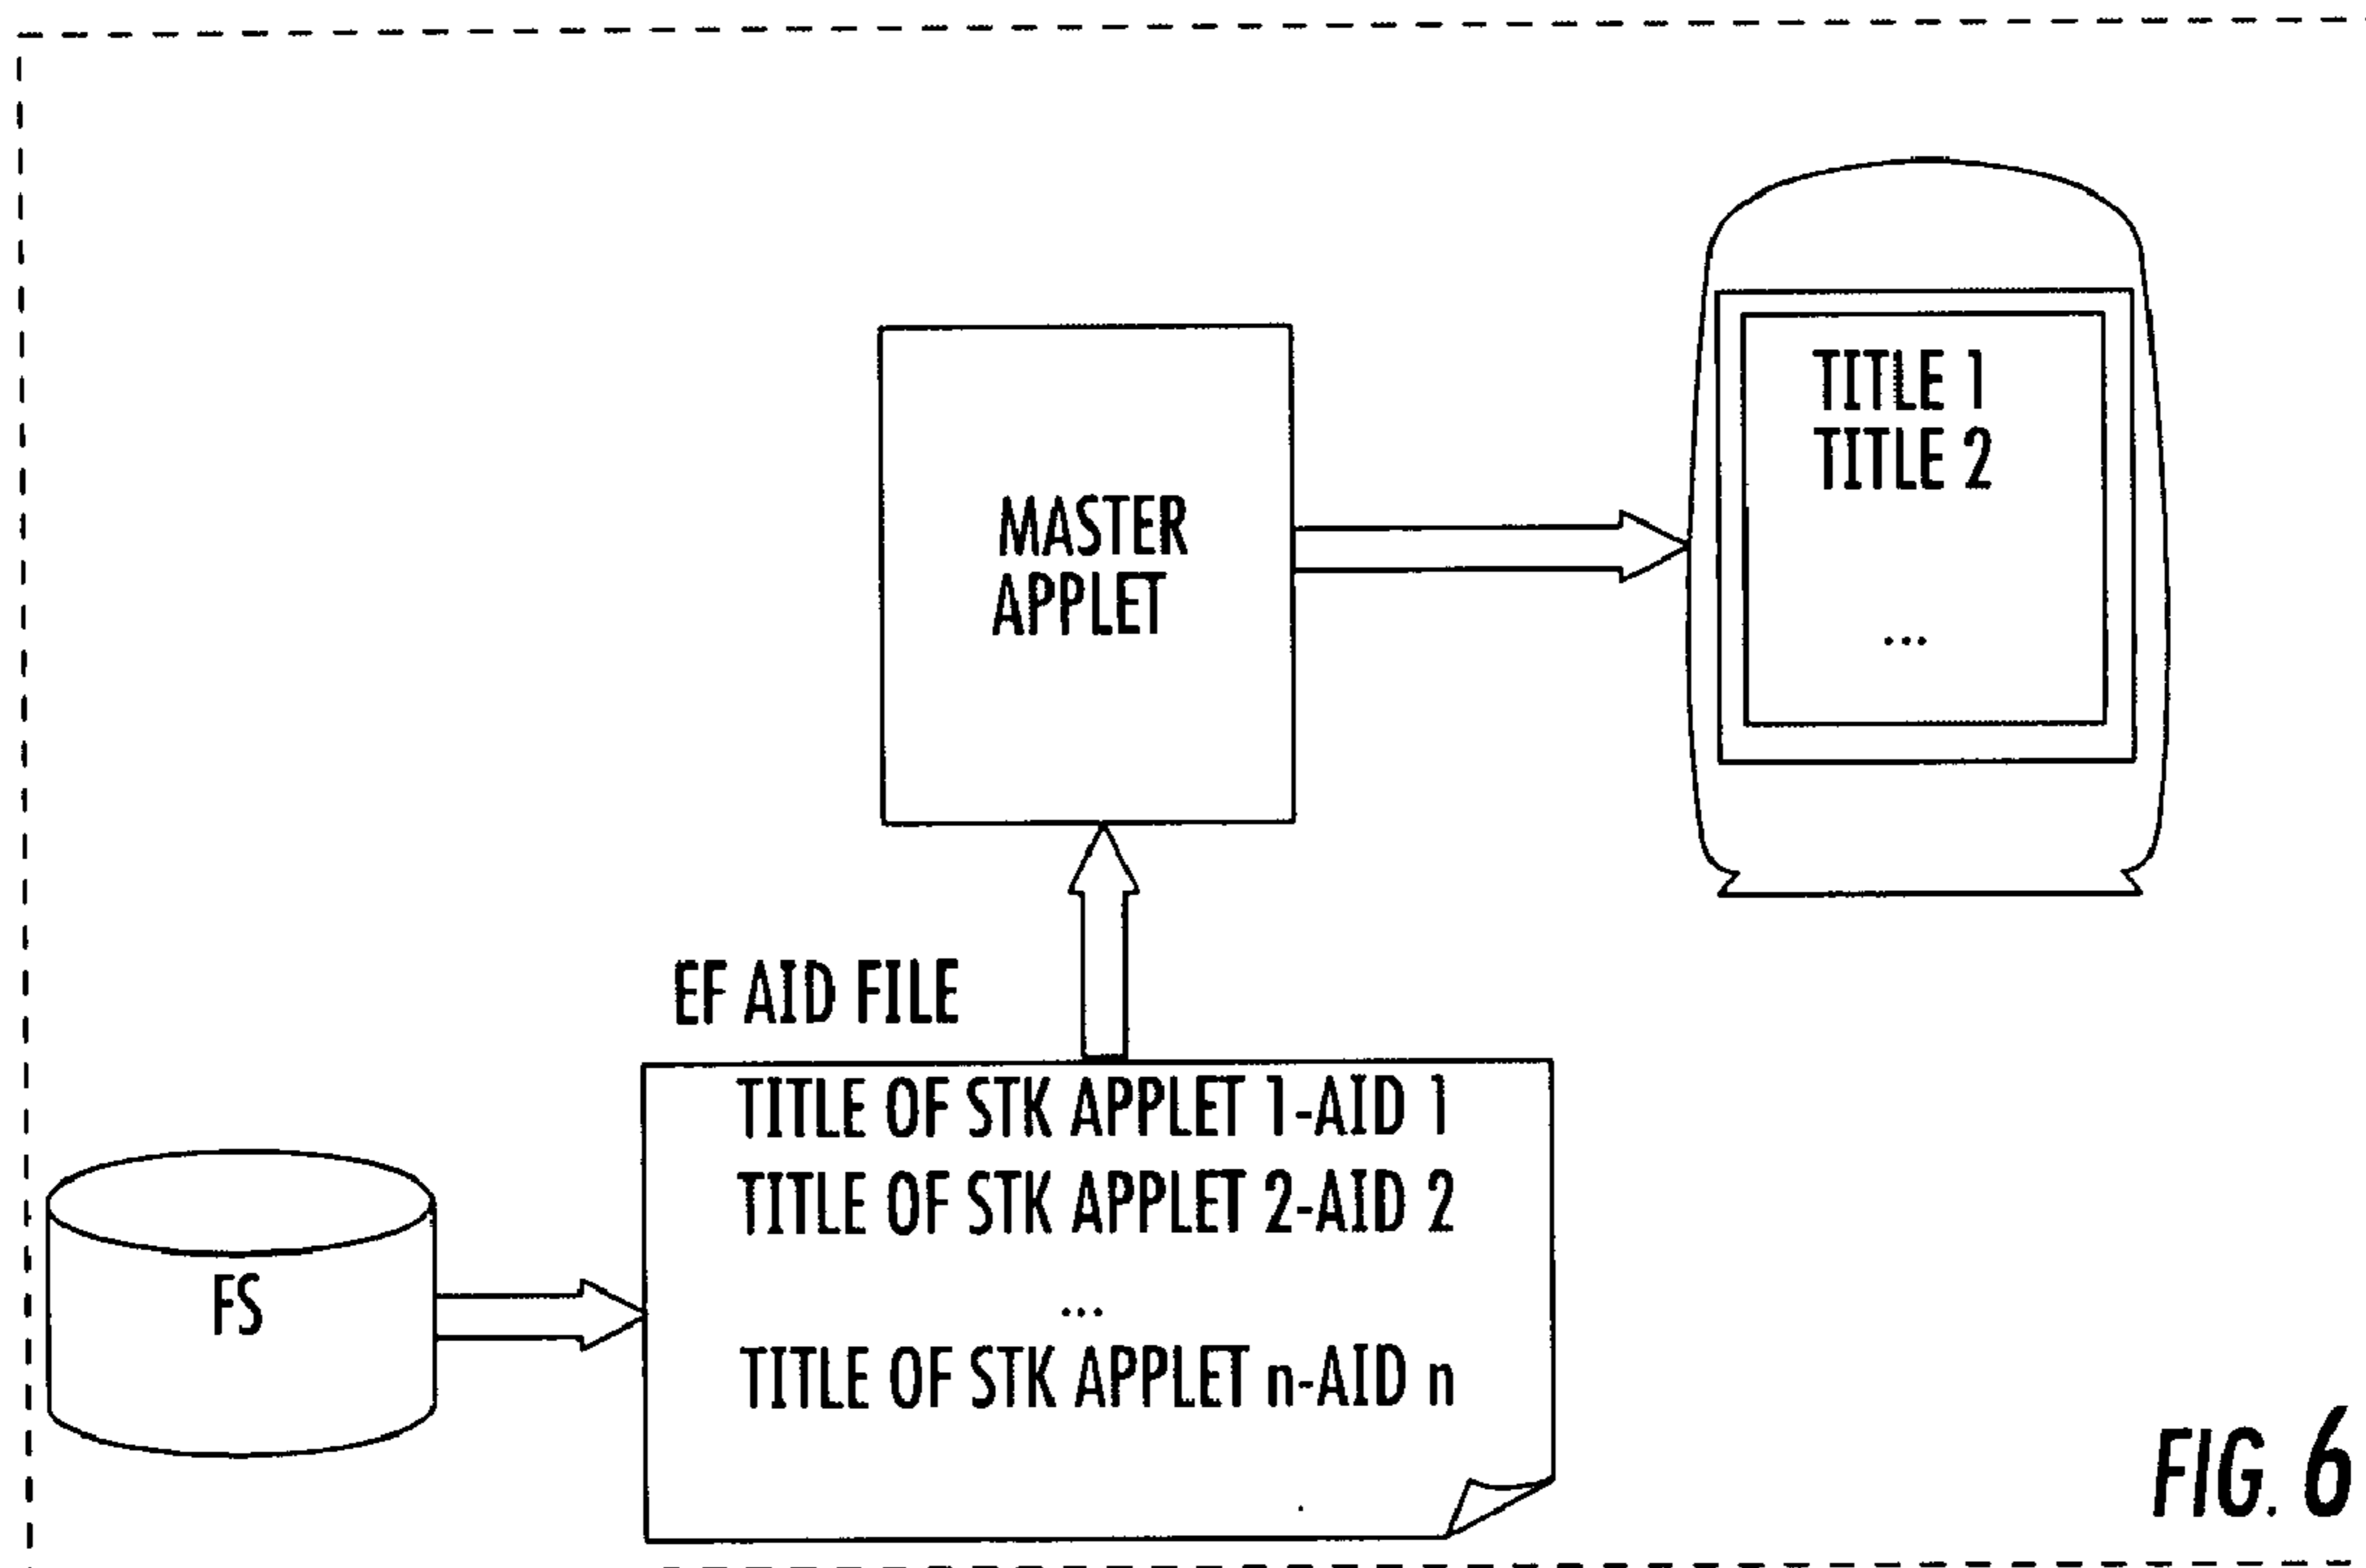 TITLE 1
TITLE 2
...
MASTER
APPLET
EF AID FILE
TITLE OF STK APPLET 1-AID 1
TITLE OF STK APPLET 2-AID 2
...
TITLE OF STK APPLET n-AID n
FS
FIG. 6